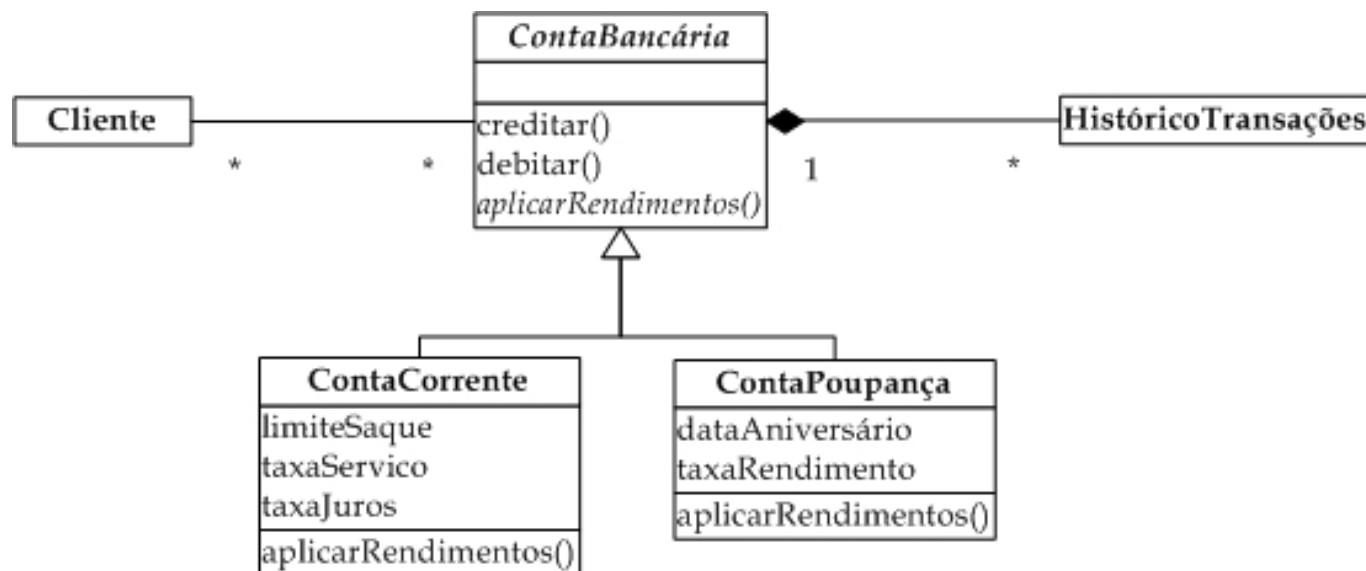 ContaBancária
Cliente
HistóricoTransações
creditar()
debitar()
aplicarRendimentos()
*
*
1
*
ContaCorrente
limiteSaque
taxaServico
taxaJuros
aplicarRendimentos()
ContaPoupança
dataAniversário
taxaRendimento
aplicarRendimentos()